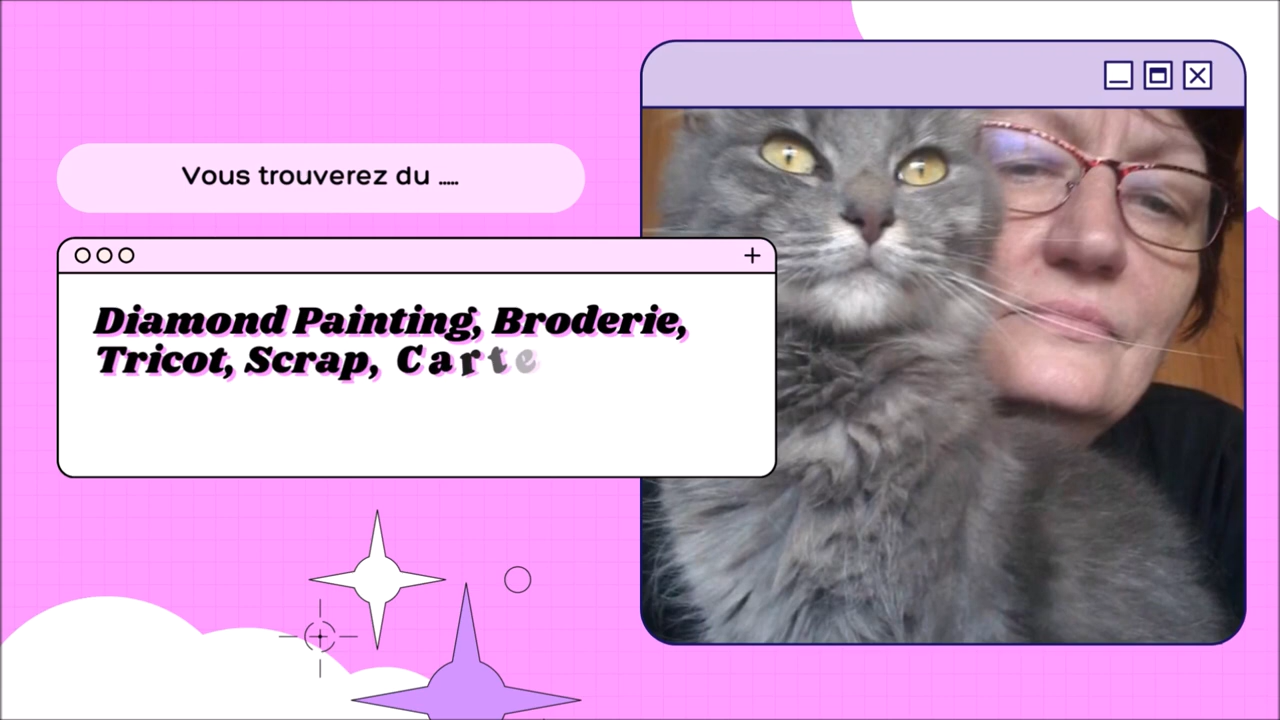 Vous trouverez du .....
Diamond Painting, Broderie,
Tricot, Scrap, Carte